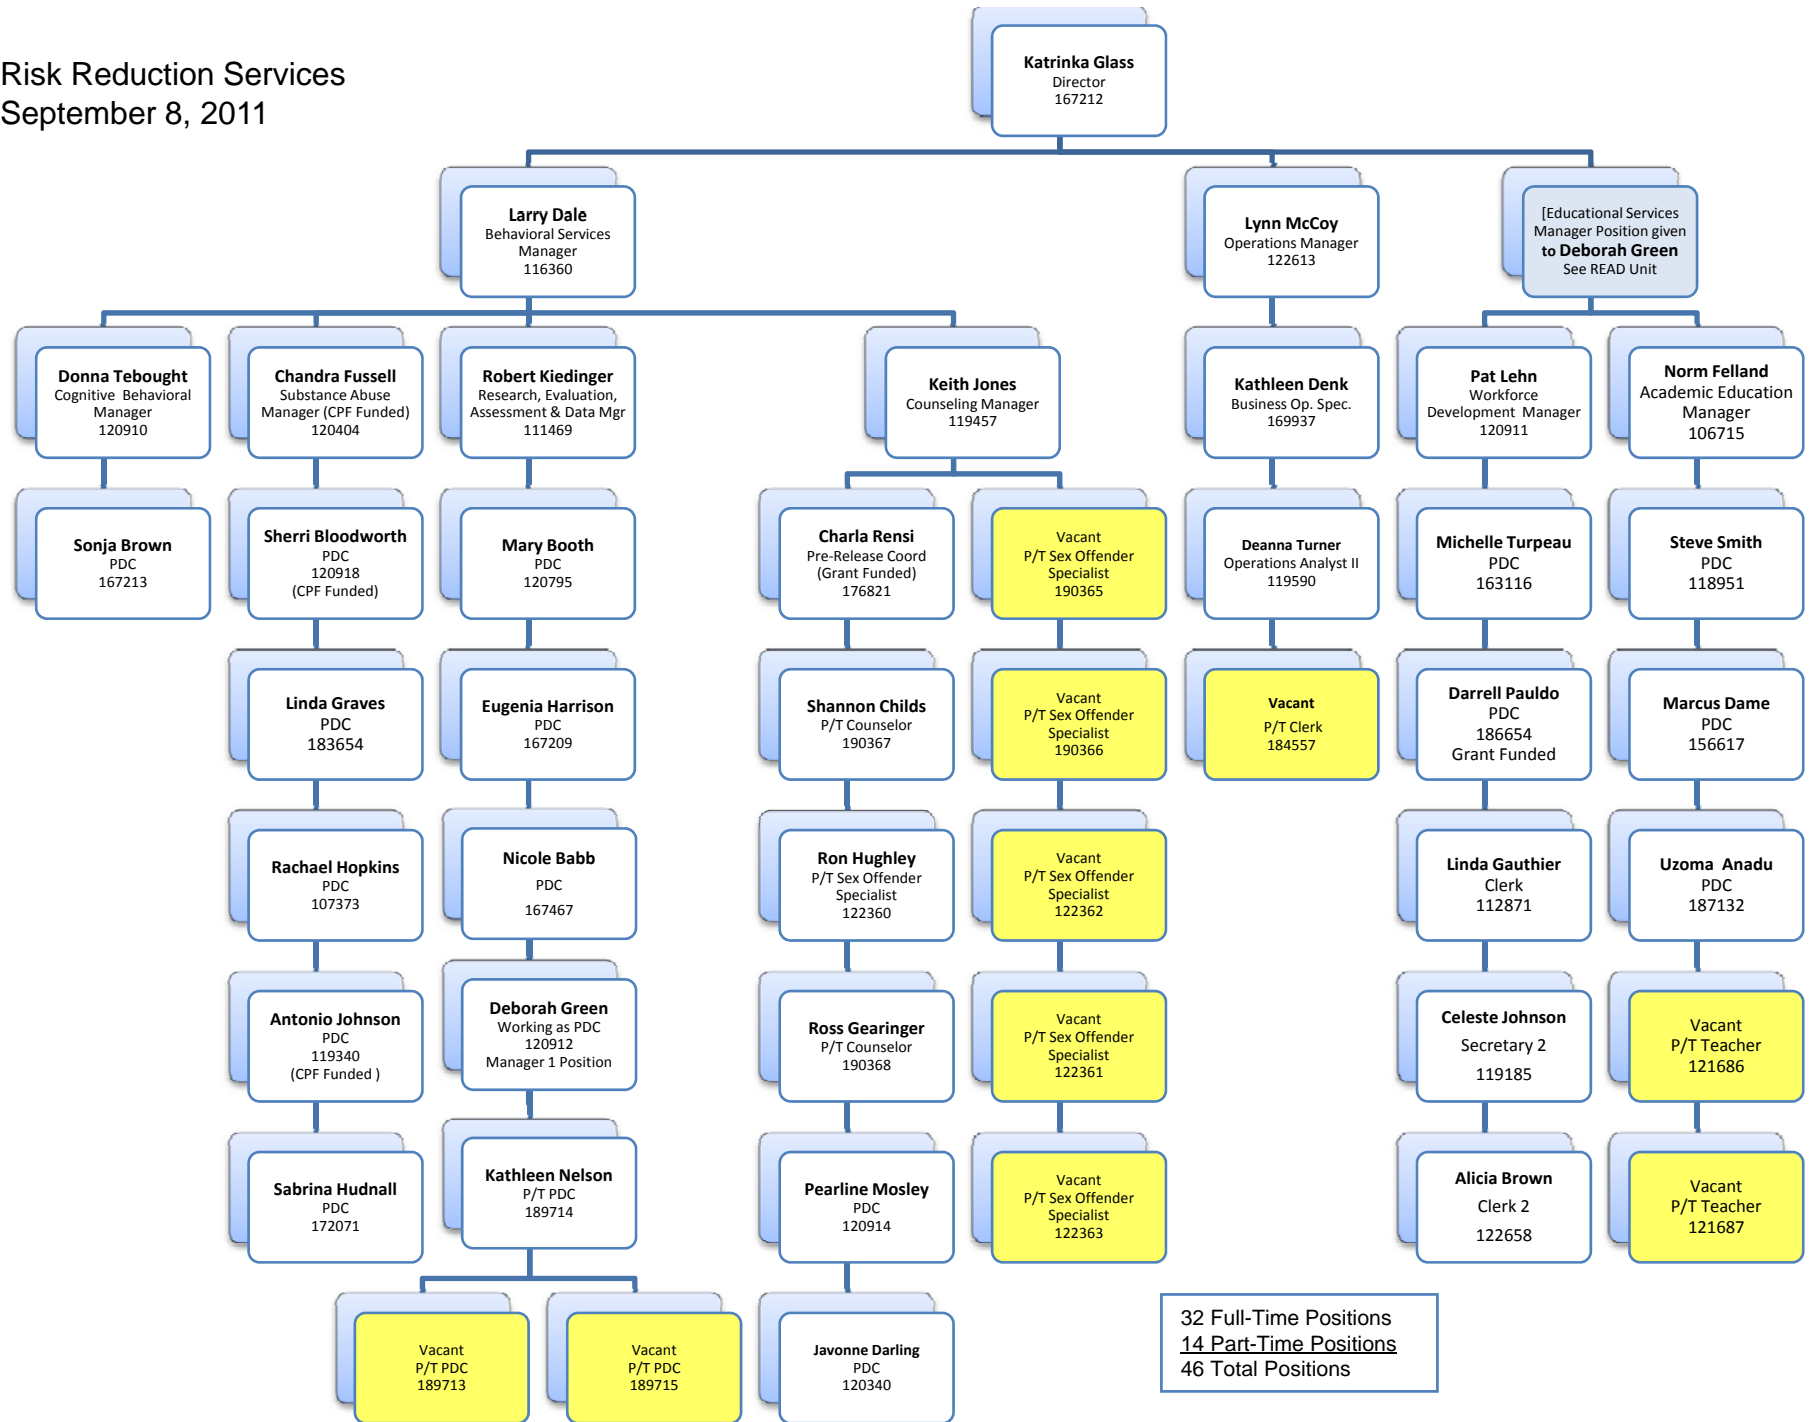 Risk Reduction Services
September 8, 2011
Katrinka Glass
Director
167212
Larry Dale
Behavioral Services
Manager
116360
Lynn McCoy
Operations Manager
122613
[Educational Services
Manager Position given
to Deborah Green
See READ Unit
Donna Tebought
Cognitive Behavioral
Manager
120910
Chandra Fussell
Substance Abuse
Manager (CPF Funded)
120404
Robert Kiedinger
Research, Evaluation,
Assessment & Data Mgr
111469
Keith Jones
Counseling Manager
119457
Kathleen Denk
Business Op. Spec.
169937
Pat Lehn
Workforce
Development Manager
120911
Norm Felland
Academic Education
Manager
106715
Sonja Brown
PDC
167213
Sherri Bloodworth
PDC
120918
(CPF Funded)
Mary Booth
PDC
120795
Charla Rensi
Pre-Release Coord
(Grant Funded)
176821
Vacant
P/T Sex Offender
Specialist
190365
Deanna Turner
Operations Analyst II
119590
Michelle Turpeau
PDC
163116
Steve Smith
PDC
118951
Linda Graves
PDC
183654
Eugenia Harrison
PDC
167209
Shannon Childs
P/T Counselor
190367
Vacant
P/T Sex Offender
Specialist
190366
Vacant
P/T Clerk
184557
Darrell Pauldo
PDC
186654
Grant Funded
Marcus Dame
PDC
156617
Rachael Hopkins
PDC
107373
Nicole Babb
PDC
167467
Ron Hughley
P/T Sex Offender
Specialist
122360
Vacant
P/T Sex Offender
Specialist
122362
Linda Gauthier
Clerk
112871
Uzoma Anadu
PDC
187132
Antonio Johnson
PDC
119340
(CPF Funded )
Deborah Green
Working as PDC
120912
Manager 1 Position
Ross Gearinger
P/T Counselor
190368
Vacant
P/T Sex Offender
Specialist
122361
Celeste Johnson
Secretary 2
119185
Vacant
P/T Teacher
121686
Sabrina Hudnall
PDC
172071
Kathleen Nelson
P/T PDC
189714
Pearline Mosley
PDC
120914
Vacant
P/T Sex Offender
Specialist
122363
Alicia Brown
Clerk 2
122658
Vacant
P/T Teacher
121687
Vacant
P/T PDC
189713
Vacant
P/T PDC
189715
Javonne Darling
PDC
120340
32 Full-Time Positions
14 Part-Time Positions
46 Total Positions